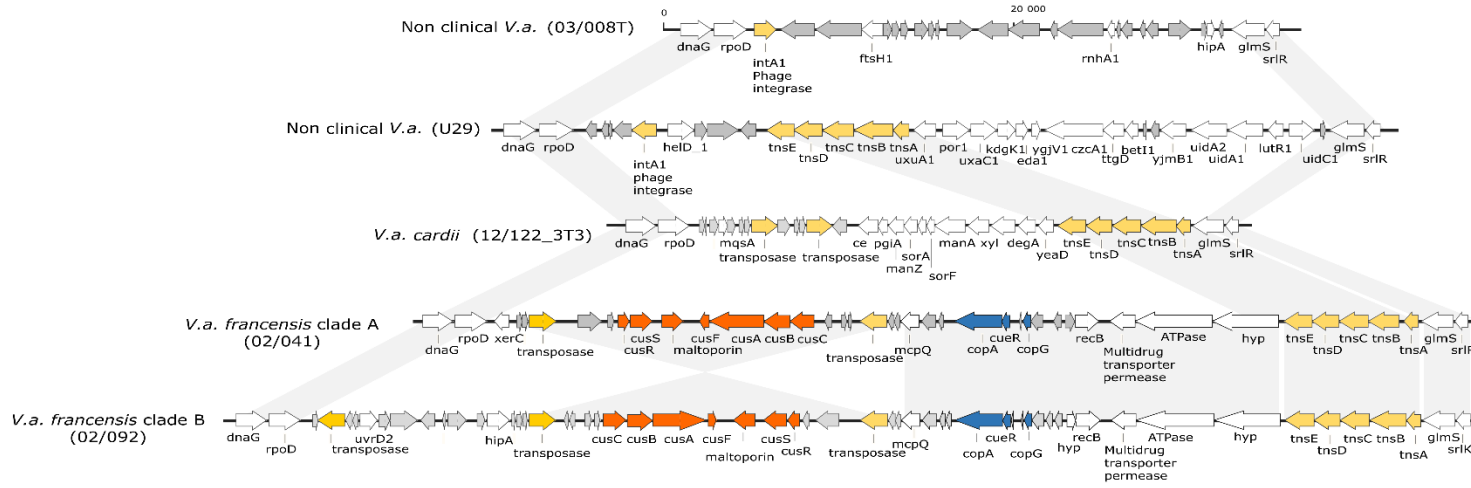 0
20 000
Non clinical V.a. (03/008T)
dnaG rpoD ftsH1 rnhA1 hipA glmS
srlR
intA1
Phage
integrase
Non clinical V.a. (U29)
dnaG rpoD helD_1 tnsE tnsC tnsB tnsA por1 kdgK1 ygjV1 czcA1 betI1 uidA2 lutR1 glmS
tnsD uxuA1 uxaC1 eda1 ttgD yjmB1 uidA1 uidC1 srlR
intA1
phage
integrase
V.a. cardii (12/122_3T3)
dnaG rpoD mqsA ce pgiA sorA manA xyl degA tnsE tnsC tnsB glmS
transposase transposase manZ sorF yeaD tnsD tnsA srlR
V.a. francensis clade A
(02/041)
dnaG rpoD xerC cusS cusF cusA cusB cusC cueR copG recB ATPase hyp tnsE tnsC tnsB glmS
transposase cusR maltoporin transposase mcpQ copA tnsD tnsA srlR
Multidrug
transporter
permease
V.a. francensis clade B
(02/092)
dnaG uvrD2 hipA cusC cusB cusA cusF cusS mcpQ cueR copG recB ATPase hyp tnsE tnsC tnsB glmS
rpoD transposase transposase maltoporin cusR transposase copA hyp tnsD tnsA srlK
Multidrug
transporter
permease